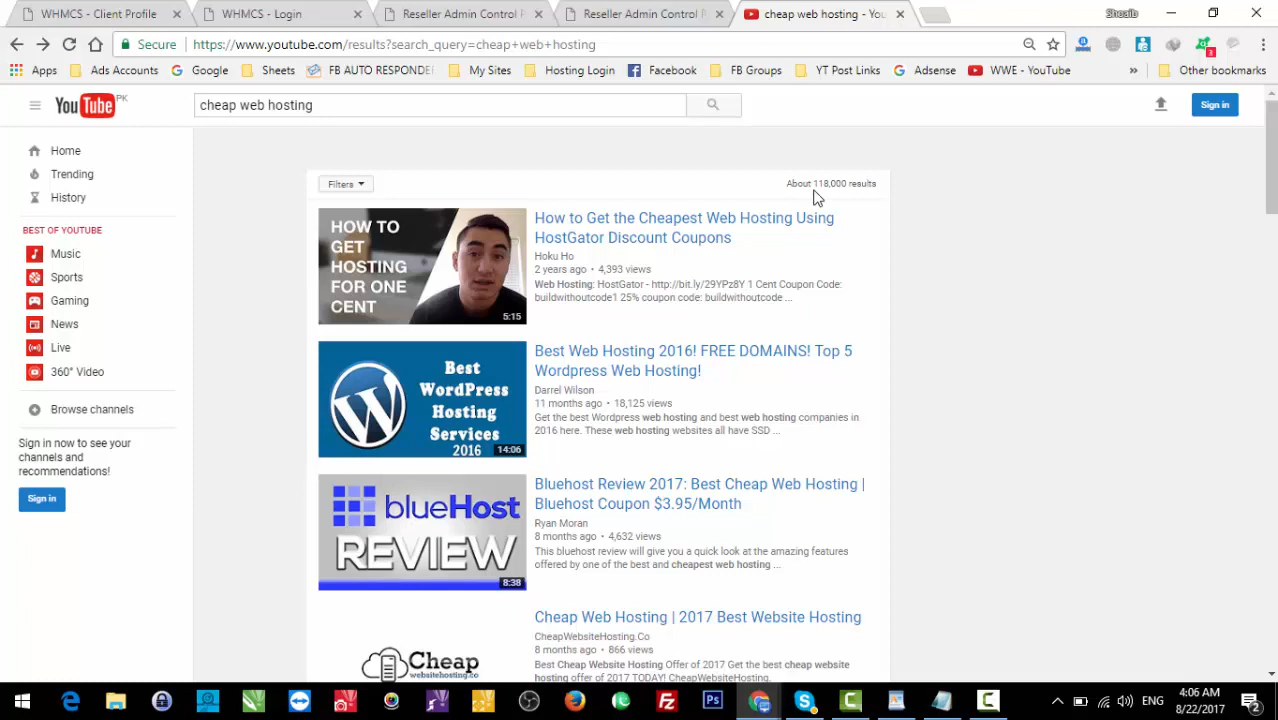 WHMCS - Client Profile
WHMCS - Login
Reseller Admin Control P
Reseller Admin Control P
cheap web hosting - You
Shoaib
Secure
https://www.youtube.com/results?search_query=cheap+web+hosting
3
Apps
Ads Accounts
Google
Sheets
FB AUTO RESPONDER
My Sites
Hosting Login
Facebook
FB Groups
YT Post Links
Adsense
WWE - YouTube
»
Other bookmarks
YouTube PK
cheap web hosting
Sign in
Home
Trending
History
BEST OF YOUTUBE
Music
Sports
Gaming
News
Live
360° Video
Browse channels
Sign in now to see your
channels and
recommendations!
Sign in
Filters
About 118,000 results
HOW TO
GET
HOSTING
FOR ONE
CENT
5:15
How to Get the Cheapest Web Hosting Using
HostGator Discount Coupons
Hoku Ho
2 years ago • 4,393 views
Web Hosting: HostGator - http://bit.ly/29YPz8Y 1 Cent Coupon Code:
buildwithoutcode1 25% coupon code: buildwithoutcode ...
Best
WordPress
Hosting
Services
2016
14:06
Best Web Hosting 2016! FREE DOMAINS! Top 5
Wordpress Web Hosting!
Darrel Wilson
11 months ago • 18,125 views
Get the best Wordpress web hosting and best web hosting companies in
2016 here. These web hosting websites all have SSD ...
blueHost
REVIEW
8:38
Bluehost Review 2017: Best Cheap Web Hosting |
Bluehost Coupon $3.95/Month
Ryan Moran
8 months ago • 4,632 views
This bluehost review will give you a quick look at the amazing features
offered by one of the best and cheapest web hosting ...
Cheap
websitehosting.co
Cheap Web Hosting | 2017 Best Website Hosting
CheapWebsiteHosting.Co
8 months ago • 866 views
Best Cheap Website Hosting Offer of 2017 Get the best cheap website
hosting offer of 2017 TODAY! CheapWebsiteHosting.
Ps
ENG
4:06 AM
8/22/2017
2